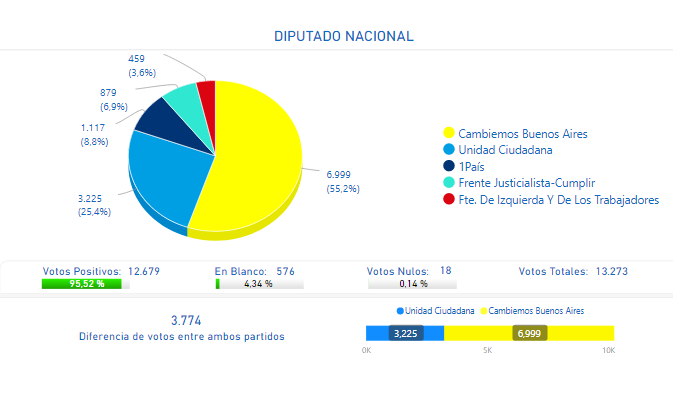 DIPUTADO NACIONAL
459
(3,6%)
879
(6,9%)
1.117
(8,8%)
3.225
(25,4%)
6.999
(55,2%)
Cambiemos Buenos Aires
Unidad Ciudadana
1País
Frente Justicialista-Cumplir
Fte. De Izquierda Y De Los Trabajadores
Votos Positivos: 12.679
95,52 %
En Blanco: 576
4,34 %
Votos Nulos: 18
0,14 %
Votos Totales: 13.273
3.774
Diferencia de votos entre ambos partidos
Unidad Ciudadana Cambiemos Buenos Aires
3,225 6,999
0K 5K 10K